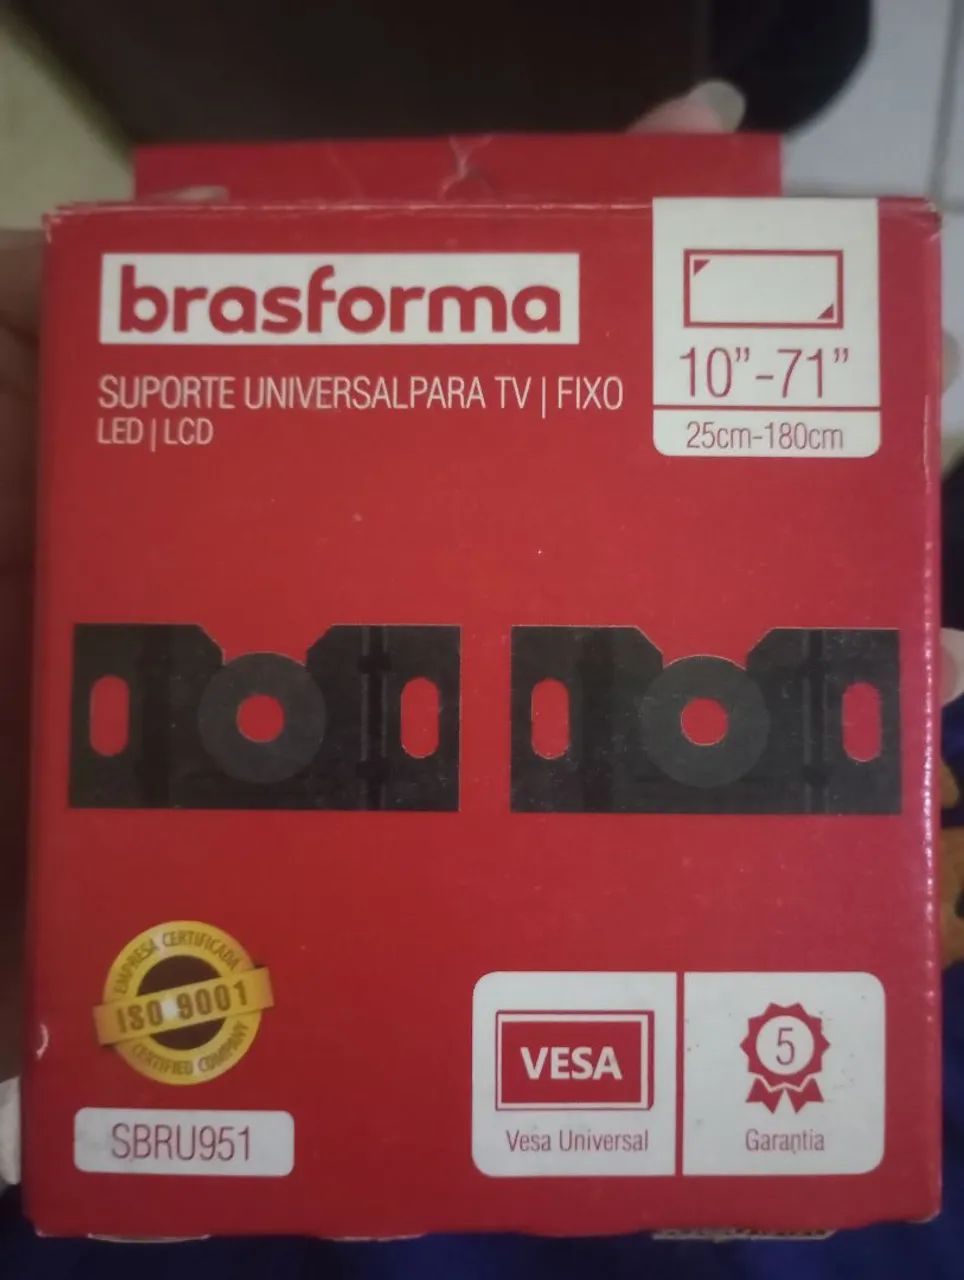 brasforma
SUPORTE UNIVERSALPARA TV | FIXO
LED | LCD
10”-71”
25cm-180cm
EMPRESA CERTIFICADA
ISO 9001
CERTIFIED COMPANY
SBRU951
VESA
Vesa Universal
5
Garantia